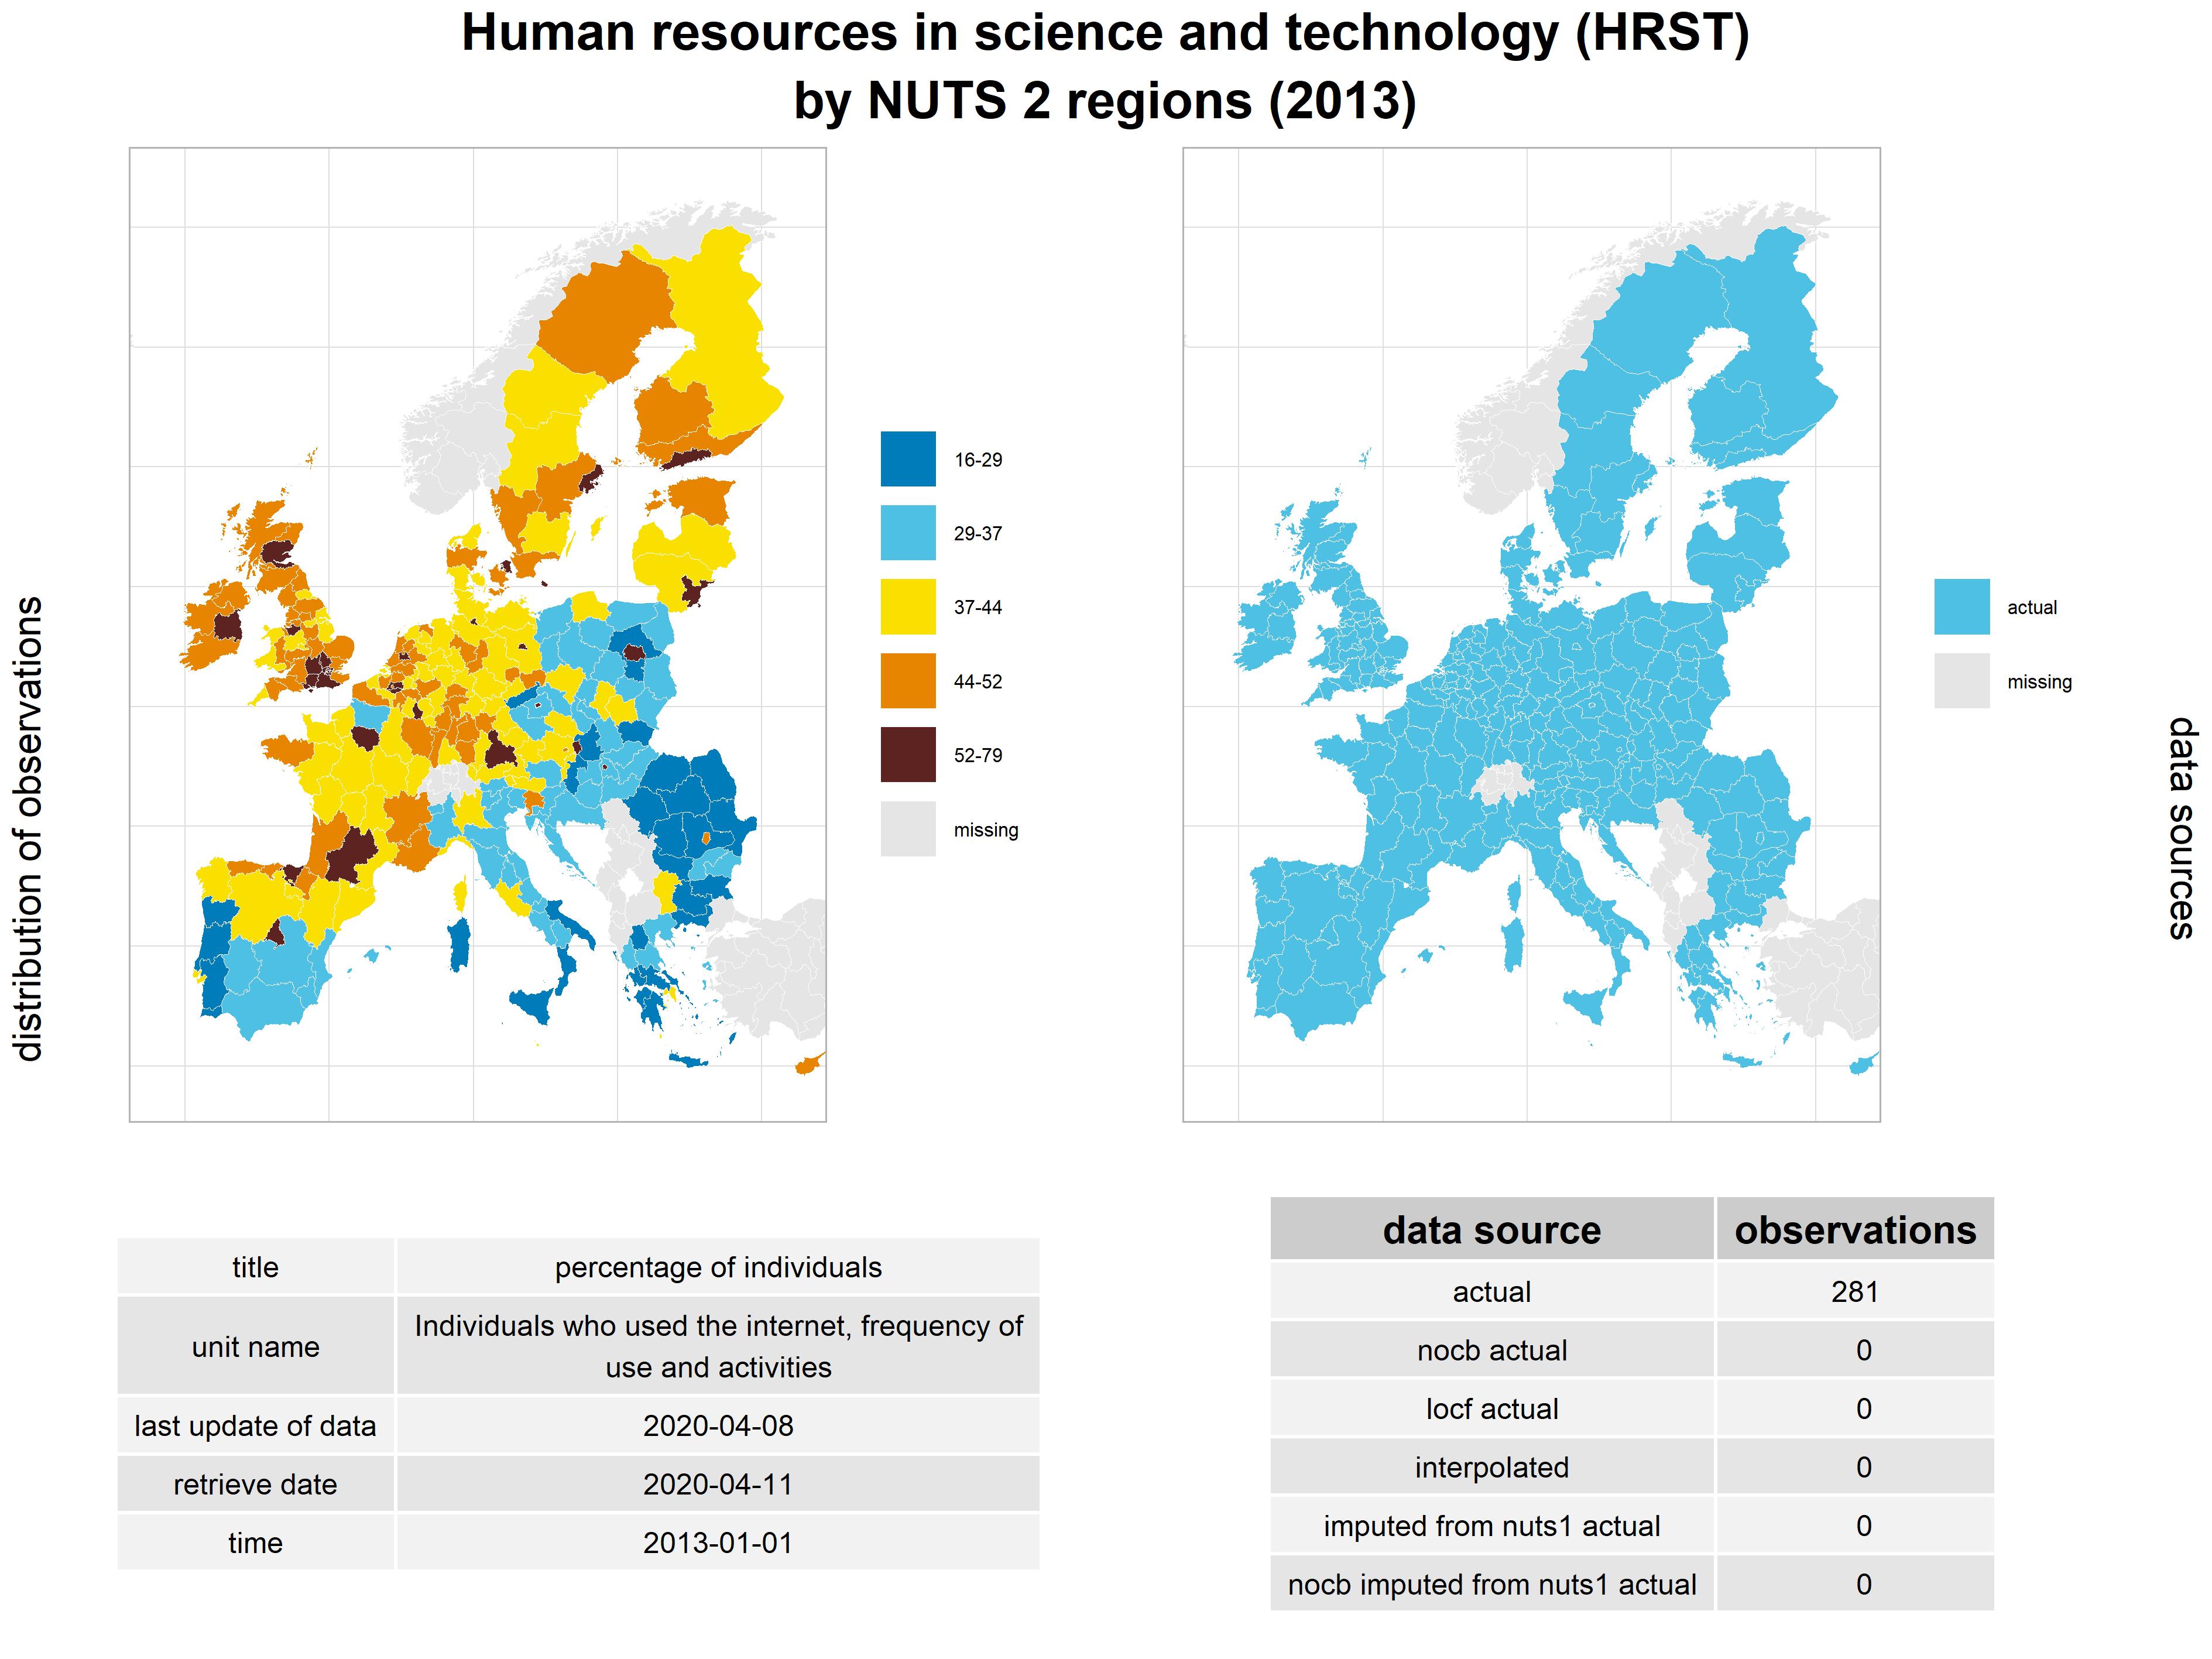 Human resources in science and technology (HRST)
by NUTS 2 regions (2013)
distribution of observations
16-29
29-37
37-44
44-52
52-79
missing
actual
missing
data sources
title percentage of individuals
unit name Individuals who used the internet, frequency of
use and activities
last update of data 2020-04-08
retrieve date 2020-04-11
time 2013-01-01
data source observations
actual 281
nocb actual 0
locf actual 0
interpolated 0
imputed from nuts1 actual 0
nocb imputed from nuts1 actual 0